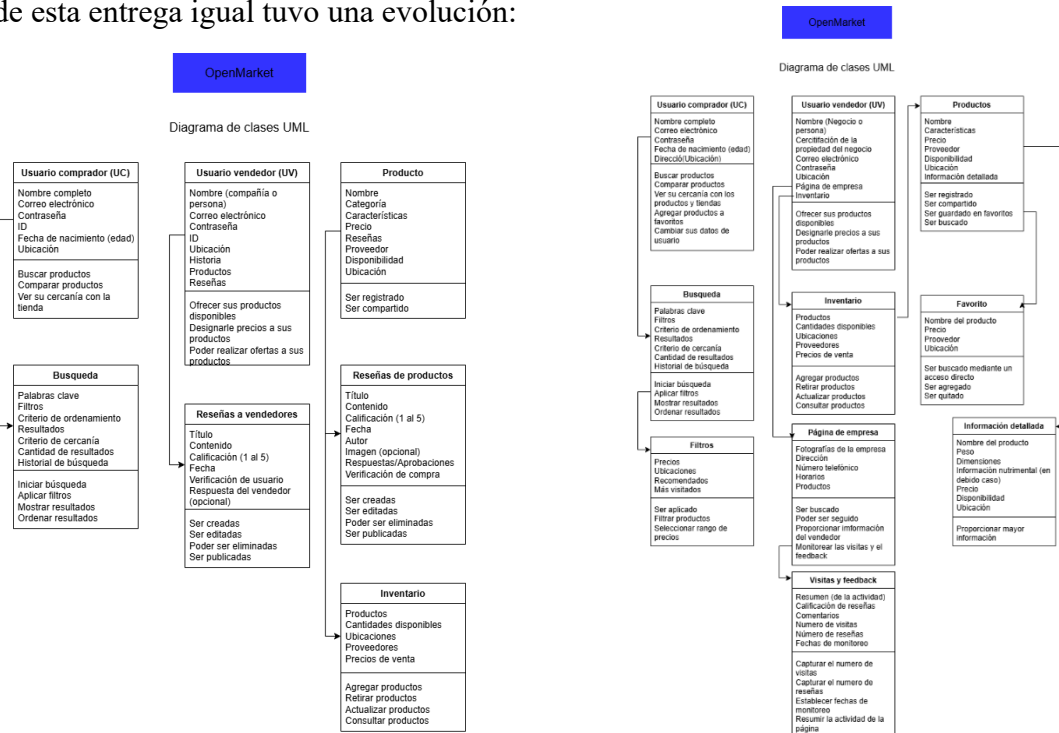 de esta entrega igual tuvo una evolución:
OpenMarket
Diagrama de clases UML
Usuario comprador (UC)
Nombre completo
Correo electrónico
Contraseña
ID
Fecha de nacimiento (edad)
Ubicación
Buscar productos
Comparar productos
Ver su cercanía con la
tienda
Usuario vendedor (UV)
Nombre (compañía o
persona)
Correo electrónico
Contraseña
ID
Ubicación
Historia
Productos
Reseñas
Ofrecer sus productos
disponibles
Designarle precios a sus
productos
Poder realizar ofertas a sus
productos
Producto
Nombre
Categoría
Características
Precio
Reseñas
Proveedor
Disponibilidad
Ubicación
Ser registrado
Ser compartido
Busqueda
Palabras clave
Filtros
Criterio de ordenamiento
Resultados
Criterio de cercanía
Cantidad de resultados
Historial de búsqueda
Iniciar búsqueda
Aplicar filtros
Mostrar resultados
Ordenar resultados
Reseñas a vendedores
Título
Contenido
Calificación (1 al 5)
Fecha
Verificación de usuario
Respuesta del vendedor
(opcional)
Ser creadas
Ser editadas
Poder ser eliminadas
Ser publicadas
Reseñas de productos
Título
Contenido
Calificación (1 al 5)
Fecha
Autor
Imagen (opcional)
Respuestas/Aprobaciones
Verificación de compra
Ser creadas
Ser editadas
Poder ser eliminadas
Ser publicadas
Inventario
Productos
Cantidades disponibles
Ubicaciones
Proveedores
Precios de venta
Agregar productos
Retirar productos
Actualizar productos
Consultar productos
OpenMarket
Diagrama de clases UML
Usuario comprador (UC)
Nombre completo
Correo electrónico
Contraseña
Fecha de nacimiento (edad)
Direcció(Ubicación)
Buscar productos
Comparar productos
Ver su cercanía con los
productos y tiendas
Agregar productos a
favoritos
Cambiar sus datos de
usuario
Usuario vendedor (UV)
Nombre (Negocio o
persona)
Cercitifación de la
propiedad del negocio
Correo electrónico
Contraseña
Ubicación
Página de empresa
Inventario
Ofrecer sus productos
disponibles
Designarle precios a sus
productos
Poder realizar ofertas a sus
productos
Productos
Nombre
Características
Precio
Proveedor
Disponibilidad
Ubicación
Información detallada
Ser registrado
Ser compartido
Ser guardado en favoritos
Ser buscado
Busqueda
Palabras clave
Filtros
Criterio de ordenamiento
Resultados
Criterio de cercanía
Cantidad de resultados
Historial de búsqueda
Iniciar búsqueda
Aplicar filtros
Mostrar resultados
Ordenar resultados
Inventario
Productos
Cantidades disponibles
Ubicaciones
Proveedores
Precios de venta
Agregar productos
Retirar productos
Actualizar productos
Consultar productos
Favorito
Nombre del producto
Precio
Proovedor
Ubicación
Ser buscado mediante un
acceso directo
Ser agregado
Ser quitado
Filtros
Precios
Ubicaciones
Recomendados
Más visitados
Ser aplicado
Filtrar productos
Seleccionar rango de
precios
Página de empresa
Fotografías de la empresa
Dirección
Número telefónico
Horarios
Productos
Ser buscado
Poder ser seguido
Proporcionar imformación
del vendedor
Monitorear las visitas y el
feedback
Información detallada
Nombre del producto
Peso
Dimensiones
Información nutrimental (en
debido caso)
Precio
Disponibilidad
Ubicación
Proporcionar mayor
información
Visitas y feedback
Resumen (de la actividad)
Calificación de reseñas
Comentarios
Numero de visitas
Número de reseñas
Fechas de monitoreo
Capturar el numero de
visitas
Capturar el numero de
reseñas
Establecer fechas de
monitoreo
Resumir la actividad de la
página